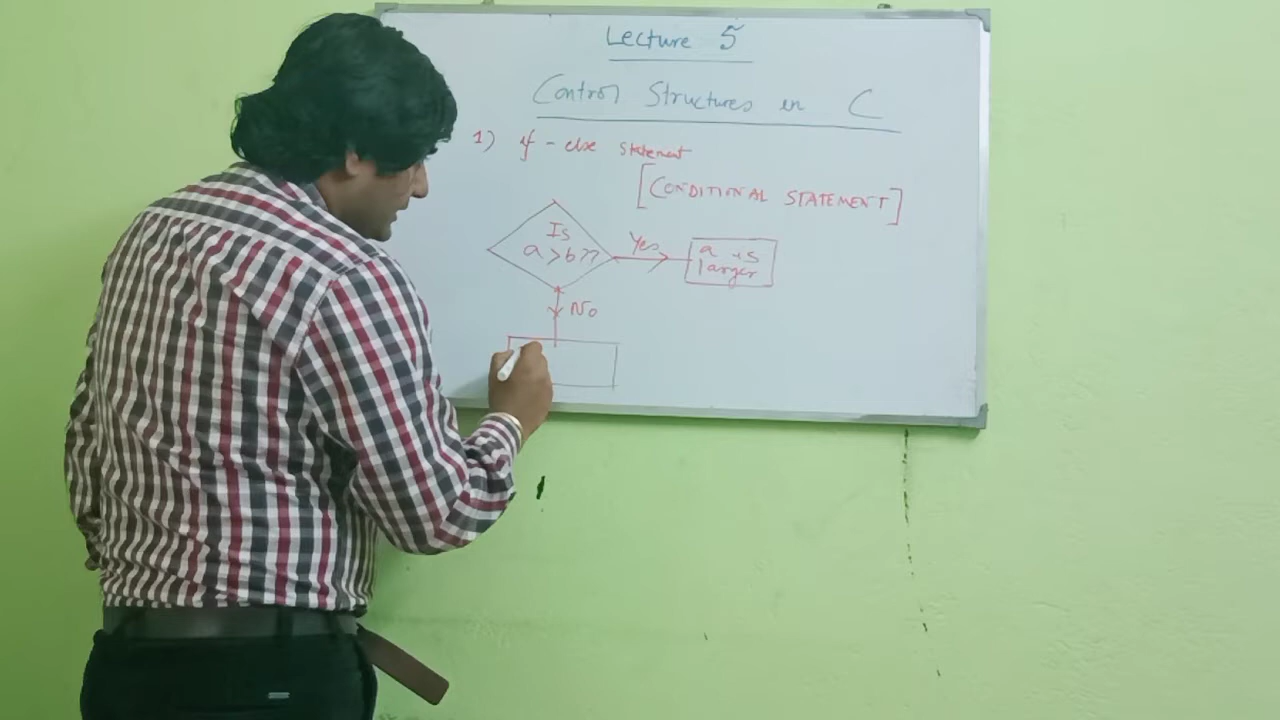 Lecture 5
Control Structures in C
1) if - else statement
[CONDITIONAL STATEMENT]
Is
a > b??
Yes
a is
larger
No